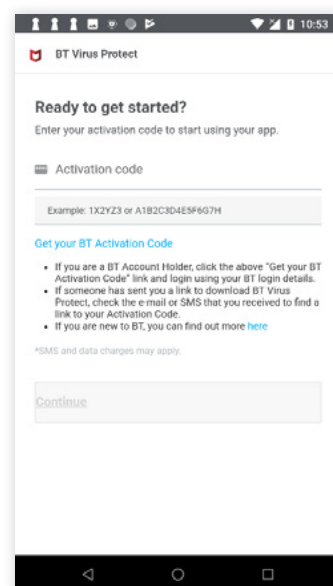 10:53
BT Virus Protect
Ready to get started?
Enter your activation code to start using your app.
Activation code
Example: 1X2YZ3 or A1B2C3D4E5F6G7H
Get your BT Activation Code
• If you are a BT Account Holder, click the above "Get your BT
Activation Code" link and login using your BT login details.
• If someone has sent you a link to download BT Virus
Protect, check the e-mail or SMS that you received to find a
link to your Activation Code.
• If you are new to BT, you can find out more here
*SMS and data charges may apply.
Continue